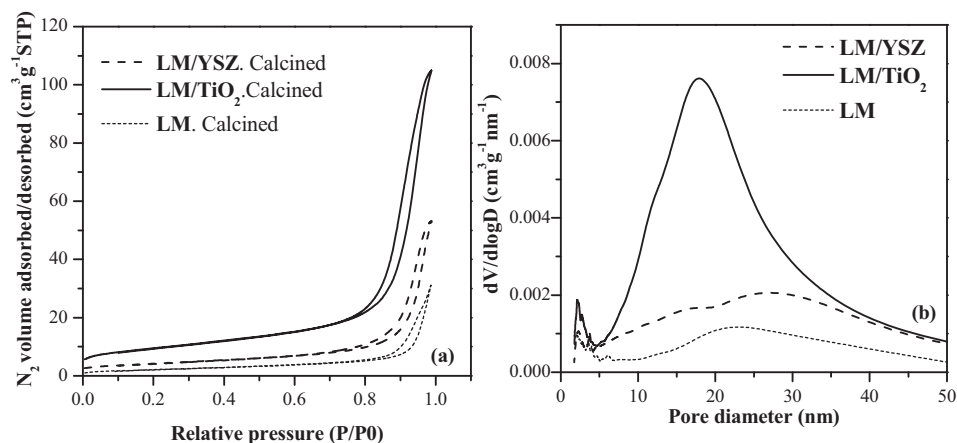 N₂ volume adsorbed/desorbed (cm³g⁻¹STP)
120
100
80
60
40
20
0
LM/YSZ. Calcined
LM/TiO₂.Calcined
LM. Calcined
(a)
0.0 0.2 0.4 0.6 0.8 1.0
Relative pressure (P/P0)
dV/dlogD (cm³g⁻¹nm⁻¹)
0.008
0.006
0.004
0.002
0.000
LM/YSZ
LM/TiO₂
LM
(b)
0 10 20 30 40 50
Pore diameter (nm)